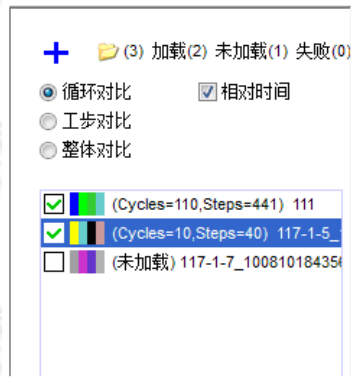 (3) 加载(2) 未加载(1) 失败(0)
循环对比 相对时间
工步对比
整体对比
(Cycles=110,Steps=441) 111
(Cycles=10,Steps=40) 117-1-5_
(未加载) 117-1-7_10081018435